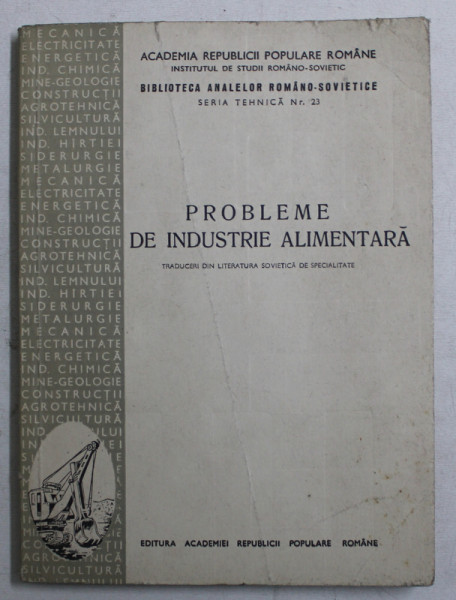 MECANICĂ
ELECTRICITATE
ENERGETICĂ
IND. CHIMICĂ
MINE-GEOLOGIE
CONSTRUCȚII
AGROTEHNICĂ
SILVICULTURĂ
IND. LEMNULUI
IND. HÎRTIEI
SIDERURGIE
METALURGIE
MECANICĂ
ELECTRICITATE
ENERGETICĂ
IND. CHIMICĂ
MINE-GEOLOGIE
CONSTRUCȚII
AGROTEHNICĂ
SILVICULTURĂ
IND. LEMNULUI
IND. HÎRTIEI
SIDERURGIE
METALURGIE
MECANICĂ
ELECTRICITATE
ENERGETICĂ
IND. CHIMICĂ
MINE-GEOLOGIE
CONSTRUCȚII
AGROTEHNICĂ
SILVICULTURĂ
ACADEMIA REPUBLICII POPULARE ROMÂNE
INSTITUTUL DE STUDII ROMÂNO-SOVIETIC
BIBLIOTECA ANALELOR ROMÂNO-SOVIETICE
SERIA TEHNICĂ Nr. 23
PROBLEME
DE INDUSTRIE ALIMENTARĂ
TRADUCERI DIN LITERATURA SOVIETICĂ DE SPECIALITATE
EDITURA ACADEMIEI REPUBLICII POPULARE ROMÂNE